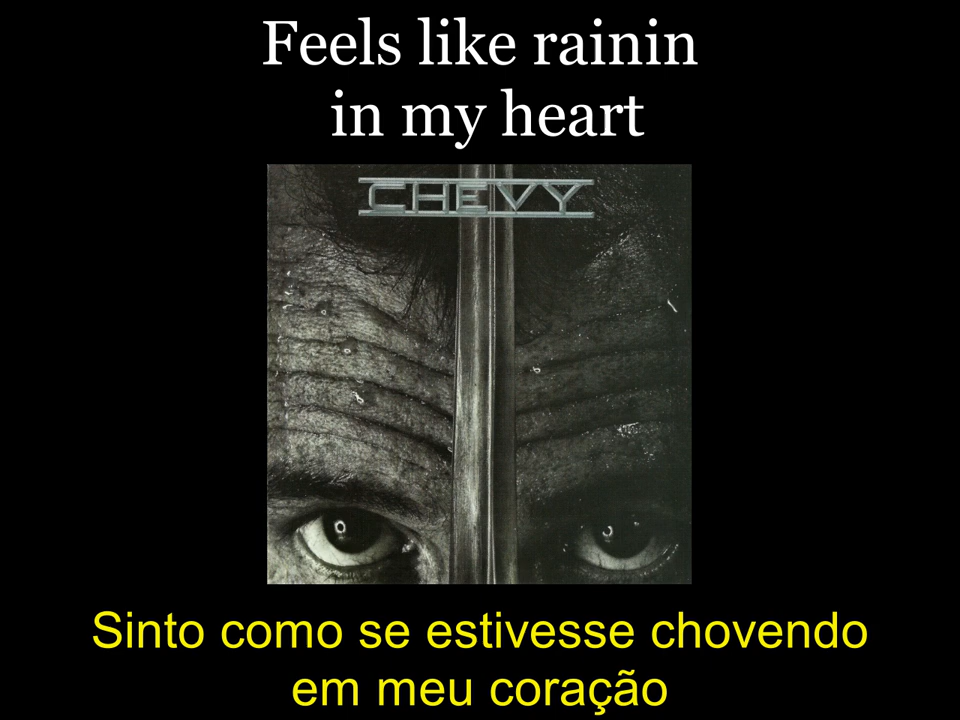 Feels like rainin
in my heart
CHEVY
Sinto como se estivesse chovendo
em meu coração